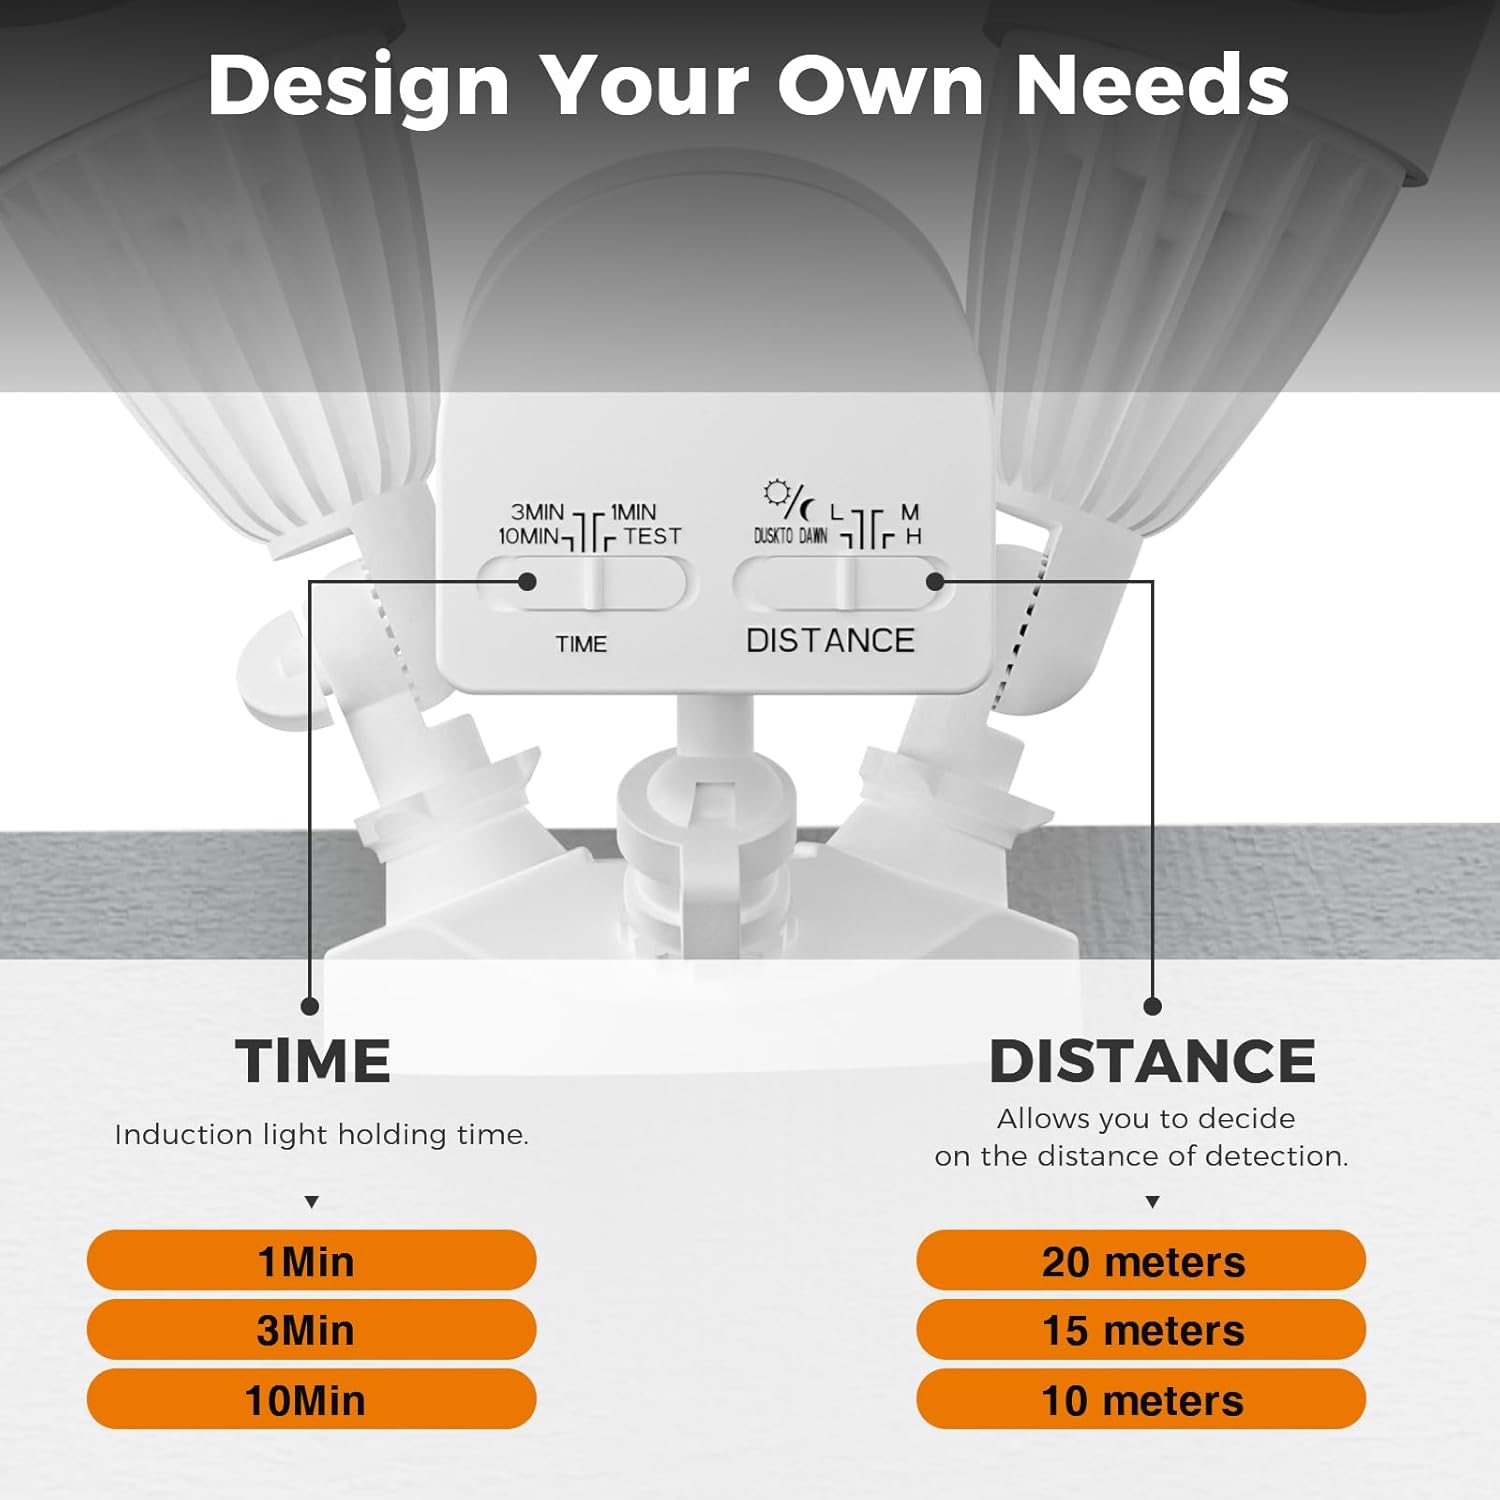 Design Your Own Needs
3MIN 1MIN
10MIN TEST
TIME
L M
DUSKTO DAWN H
DISTANCE
TIME
Induction light holding time.
1Min
3Min
10Min
DISTANCE
Allows you to decide
on the distance of detection.
20 meters
15 meters
10 meters